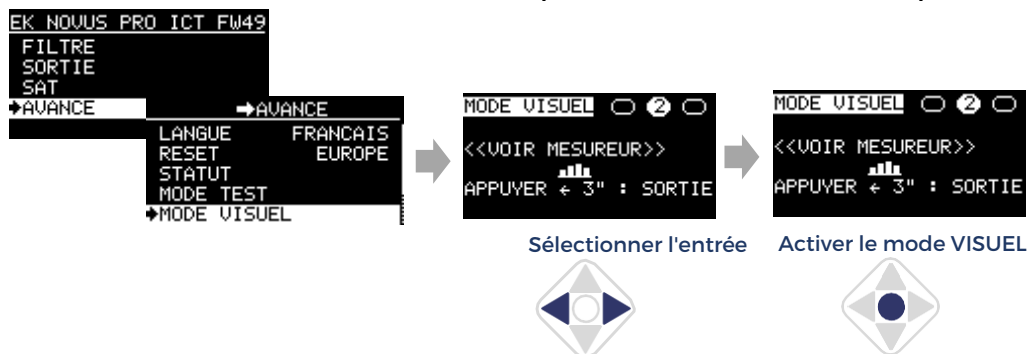 EK NOVUS PRO ICT FW49
FILTRE
SORTIE
SAT
➔AVANCE
➔AVANCE
LANGUE FRANCAIS
RESET EUROPE
STATUT
MODE TEST
➔MODE VISUEL
MODE VISUEL 2
<<VOIR MESUREUR>>
APPUYER ← 3" : SORTIE
Sélectionner l'entrée
MODE VISUEL 2
<<VOIR MESUREUR>>
APPUYER ← 3" : SORTIE
Activer le mode VISUEL